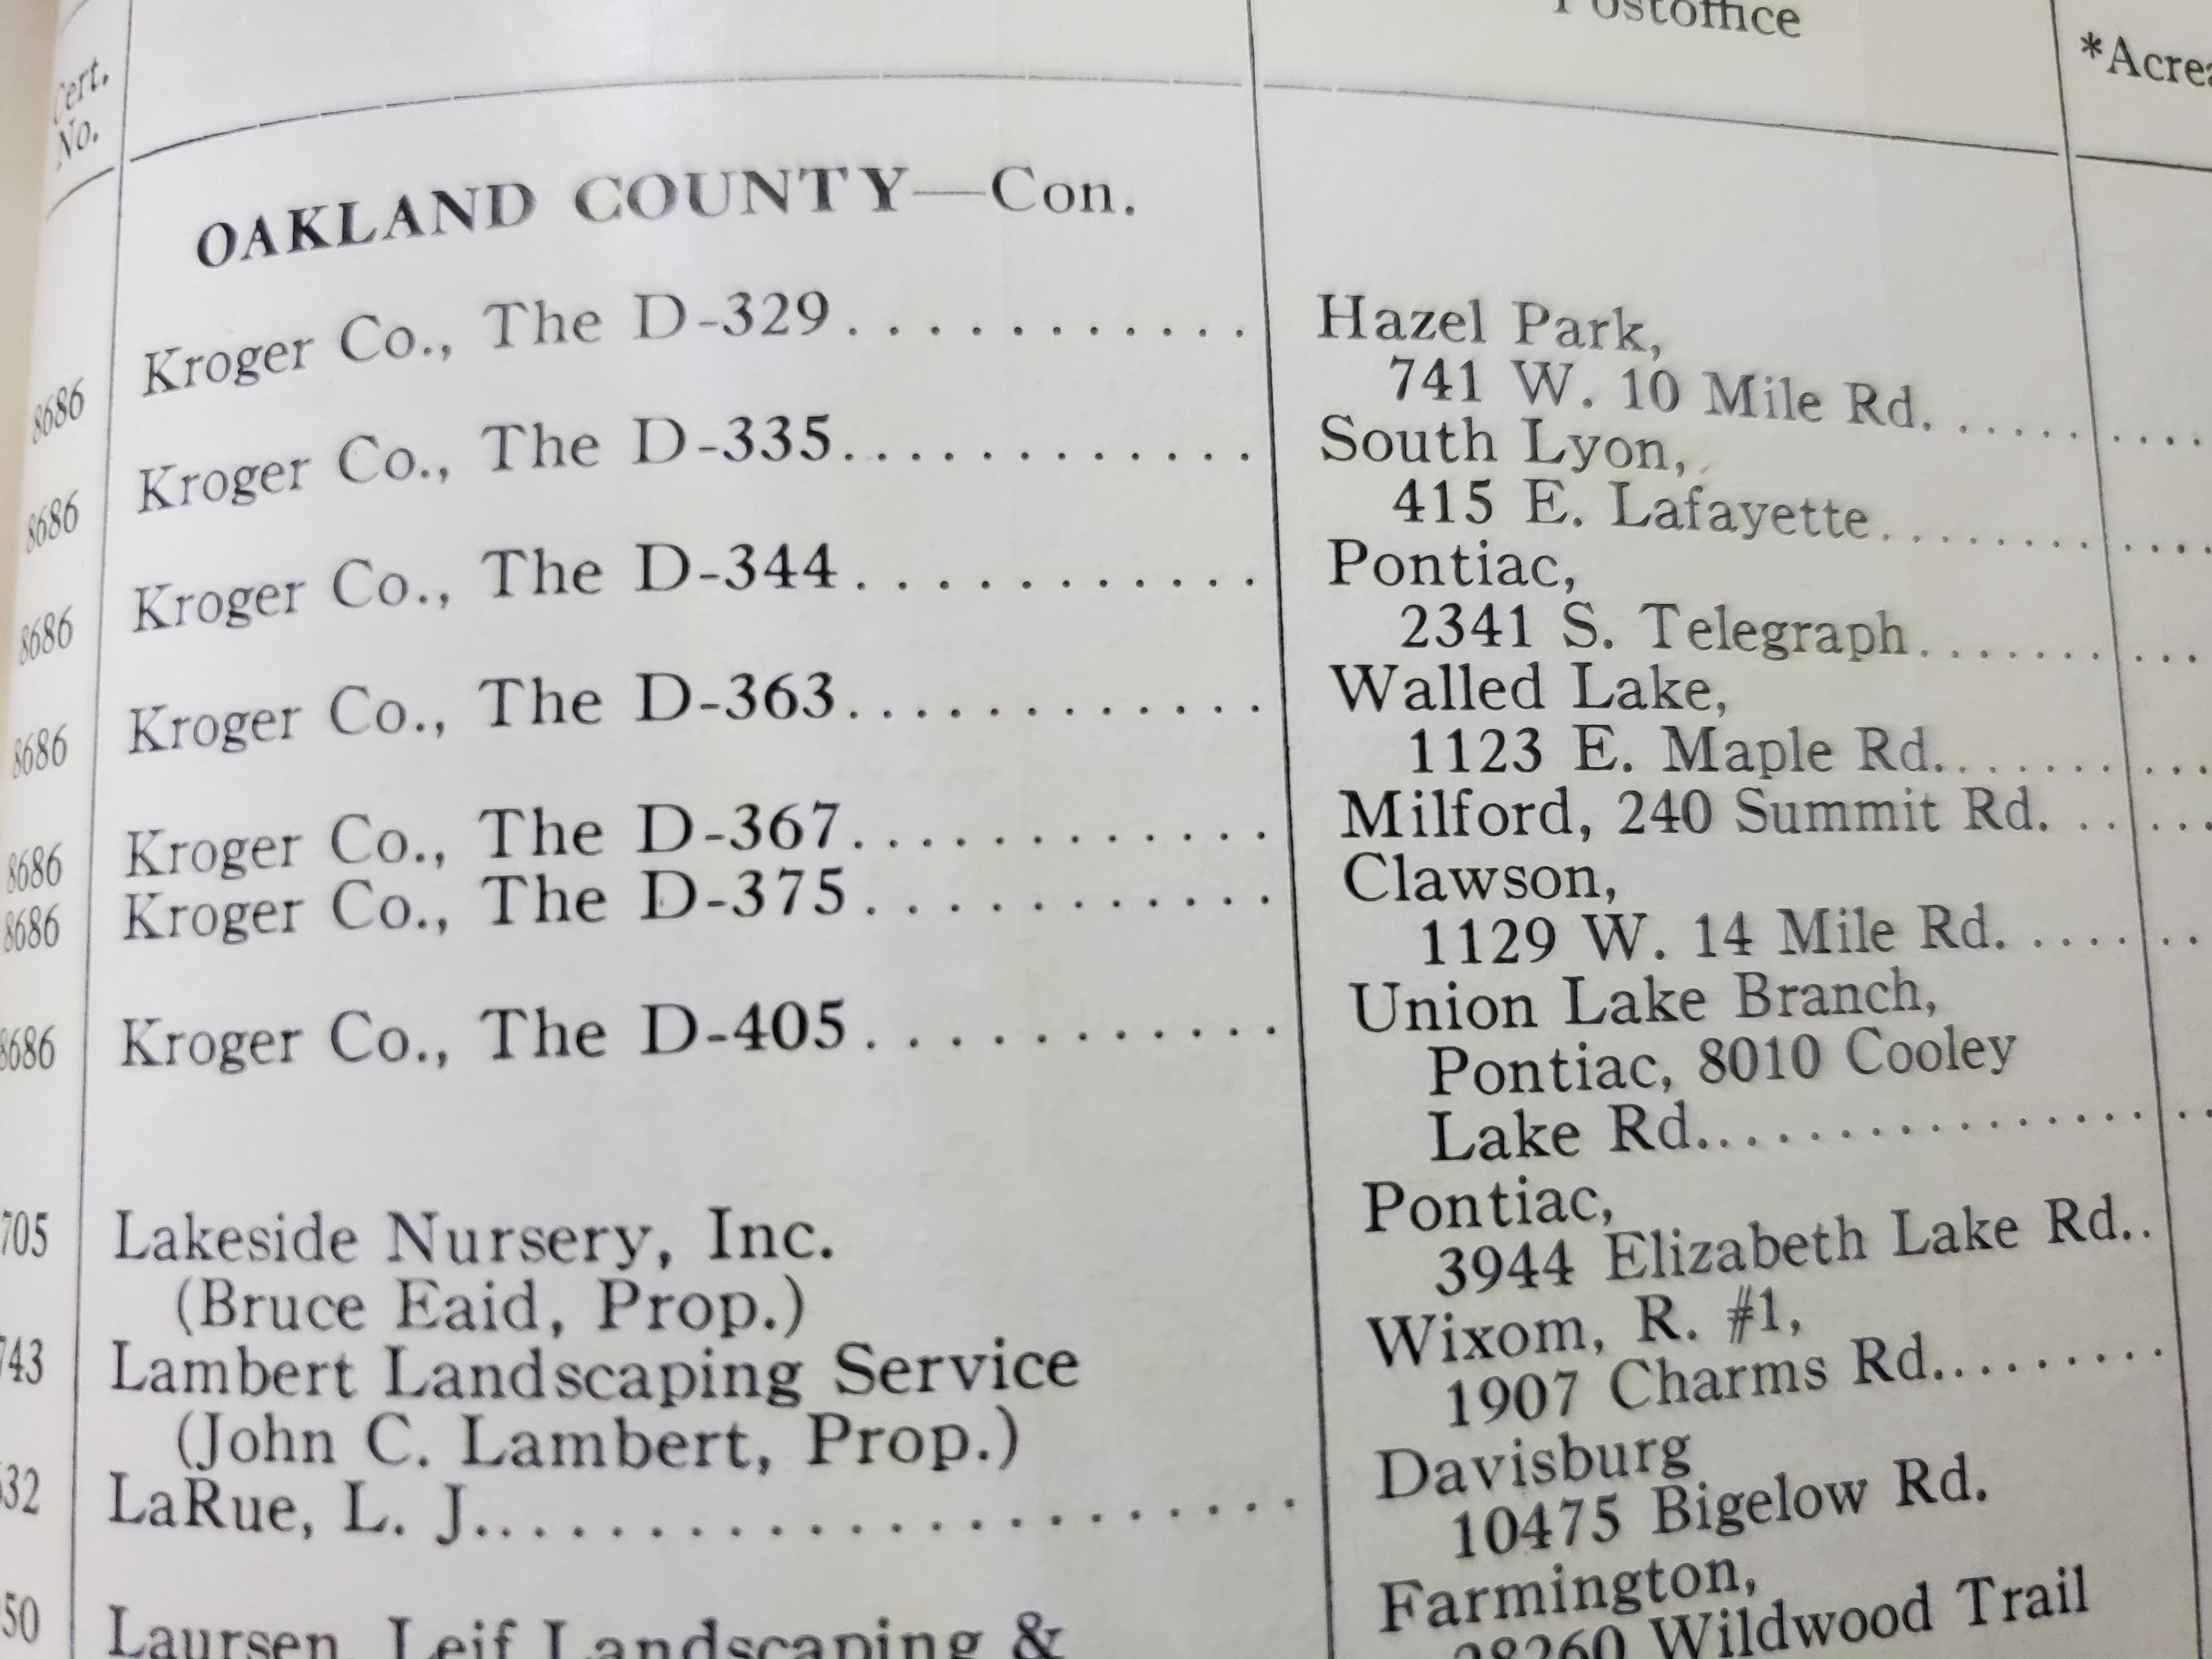 Cert.
No.
Postoffice
OAKLAND COUNTY—Con.
8686 Kroger Co., The D-329............ Hazel Park,
741 W. 10 Mile Rd.
8686 Kroger Co., The D-335............. South Lyon,
415 E. Lafayette
8686 Kroger Co., The D-344............ Pontiac,
2341 S. Telegraph
8686 Kroger Co., The D-363............. Walled Lake,
1123 E. Maple Rd.
8686 Kroger Co., The D-367............. Milford, 240 Summit Rd.
8686 Kroger Co., The D-375............ Clawson,
1129 W. 14 Mile Rd.
8686 Kroger Co., The D-405............ Union Lake Branch,
Pontiac, 8010 Cooley
Lake Rd.
705 Lakeside Nursery, Inc. Pontiac,
(Bruce Eaid, Prop.) 3944 Elizabeth Lake Rd..
743 Lambert Landscaping Service Wixom, R. #1,
(John C. Lambert, Prop.) 1907 Charms Rd.
32 LaRue, L. J. Davisburg
10475 Bigelow Rd.
50 Laursen, Leif Landscaping & Farmington,
28260 Wildwood Trail